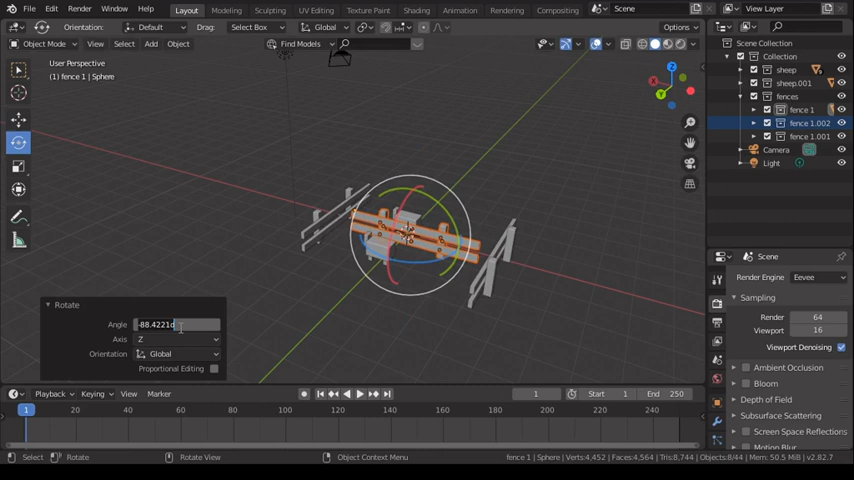 File Edit Render Window Help
Layout Modeling Sculpting UV Editing Texture Paint Shading Animation Rendering Compositing
Scene
View Layer
Orientation: Default Drag: Select Box Global
Options
Object Mode View Select Add Object Find Models
User Perspective
(1) fence 1 | Sphere
Scene Collection
Collection
sheep
sheep.001
fences
fence 1
fence 1.002
fence 1.001
Camera
Light
Z
X
Y
Rotate
Angle -88.4221d
Axis Z
Orientation Global
Proportional Editing
Scene
Render Engine Eevee
Sampling
Render 64
Viewport 16
Viewport Denoising
Ambient Occlusion
Bloom
Depth of Field
Subsurface Scattering
Screen Space Reflections
Motion Blur
Playback Keying View Marker
1 Start 1 End 250
1 20 40 60 80 100 120 140 160 180 200 220 240
Select Rotate Rotate View Object Context Menu
fence 1 | Sphere | Verts:4,452 | Faces:4,564 | Tris:8,744 | Objects:8/44 | Mem: 50.5 MiB | v2.82.7